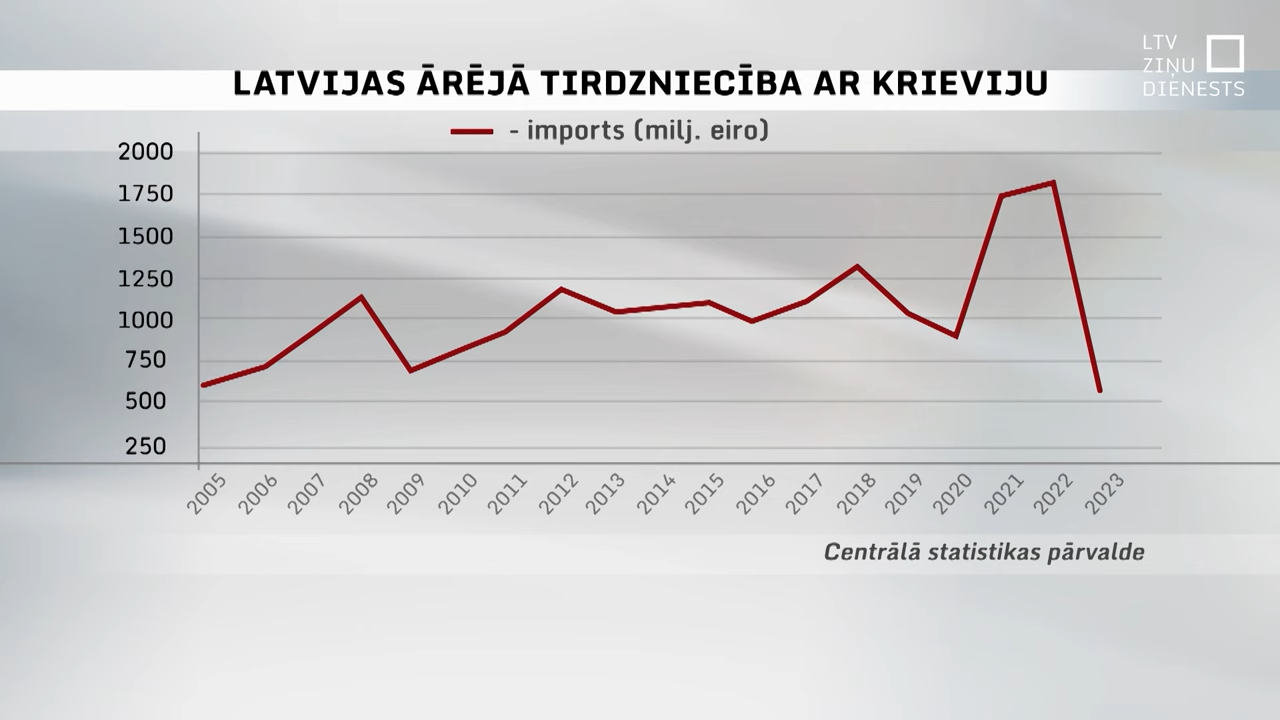 LTV
ZIŅU
DIENESTS
LATVIJAS ĀRĒJĀ TIRDZNIECĪBA AR KRIEVIJU
- imports (milj. eiro)
2000
1750
1500
1250
1000
750
500
250
2005 2006 2007 2008 2009 2010 2011 2012 2013 2014 2015 2016 2017 2018 2019 2020 2021 2022 2023
Centrālā statistikas pārvalde